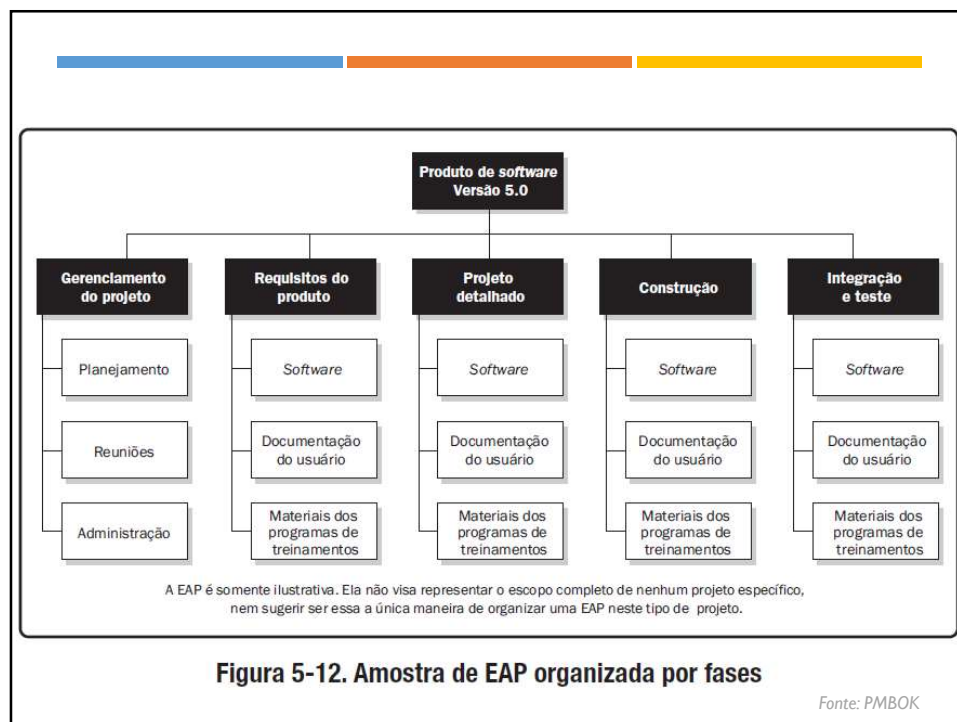 Produto de software
Versão 5.0
Gerenciamento
do projeto
Requisitos do
produto
Projeto
detalhado
Construção
Integração
e teste
Planejamento
Software
Software
Software
Software
Reuniões
Documentação
do usuário
Documentação
do usuário
Documentação
do usuário
Documentação
do usuário
Administração
Materiais dos
programas de
treinamentos
Materiais dos
programas de
treinamentos
Materiais dos
programas de
treinamentos
Materiais dos
programas de
treinamentos
A EAP é somente ilustrativa. Ela não visa representar o escopo completo de nenhum projeto específico,
nem sugerir ser essa a única maneira de organizar uma EAP neste tipo de projeto.
Figura 5-12. Amostra de EAP organizada por fases
Fonte: PMBOK